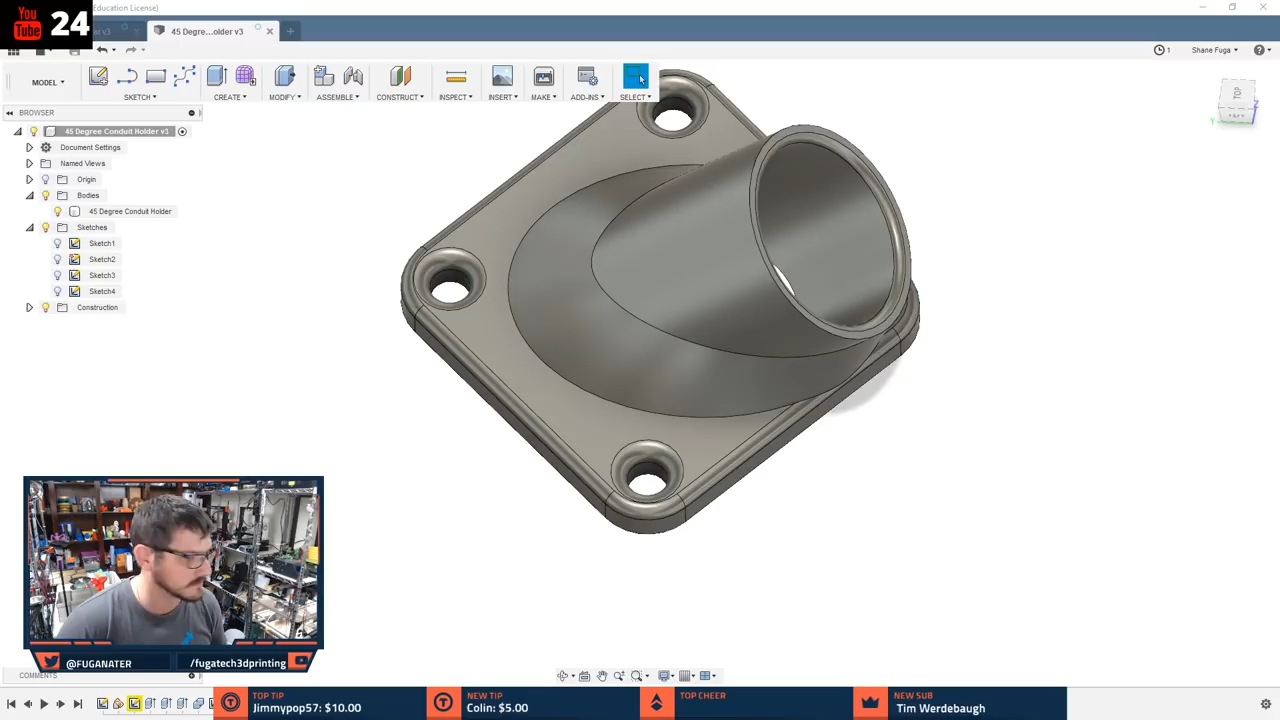 Education License)
You Tube 24
45 Degre...older v3
1
Shane Fuga
MODEL
SKETCH
CREATE
MODIFY
ASSEMBLE
CONSTRUCT
INSPECT
INSERT
MAKE
ADD-INS
SELECT
TOP
BROWSER
45 Degree Conduit Holder v3
Document Settings
Named Views
Origin
Bodies
45 Degree Conduit Holder
Sketches
Sketch1
Sketch2
Sketch3
Sketch4
Construction
@FUGANATER
/fugatech3dprinting
COMMENTS
TOP TIP
Jimmypop57: $10.00
NEW TIP
Colin: $5.00
TOP CHEER
NEW SUB
Tim Werdebaugh